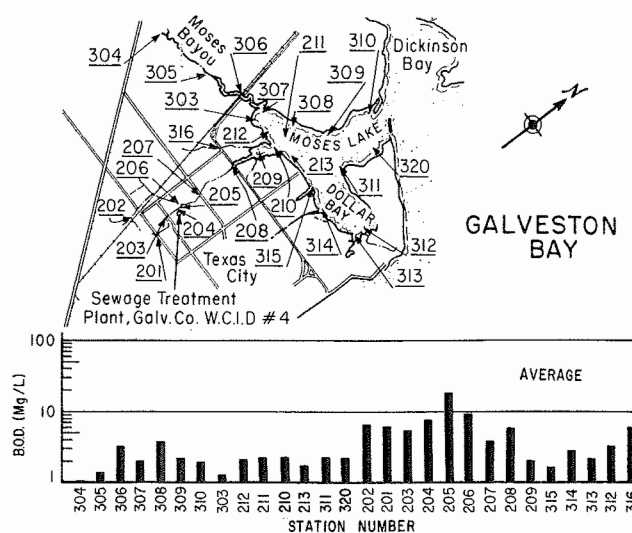 Moses
Bayou
304
305
306
211
310
Dickinson
Bay
309
307
303
308
316
212
MOSES LAKE
N
207
206
205
209
213
320
202
210
311
DOLLAR
BAY
204
208
203
314
312
201
Texas
City
315
313
GALVESTON
BAY
Sewage Treatment
Plant, Galv. Co. W.C.I.D #4
100
AVERAGE
B.O.D. (Mg/L)
10
1
304 305 306 307 308 309 310 303 212 211 210 213 311 320 202 201 203 204 205 206 207 208 209 315 314 313 312 316
STATION NUMBER